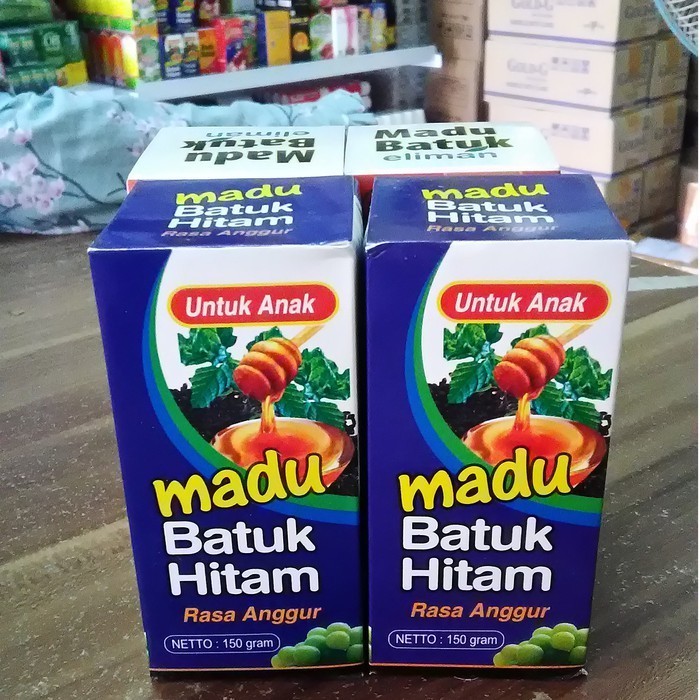 Madu
Batuk
eliman
Madu
Batuk
eliman
madu
Batuk
Hitam
Rasa Anggur
madu
Batuk
Hitam
Rasa Anggur
Untuk Anak
madu
Batuk
Hitam
Rasa Anggur
NETTO : 150 gram
Untuk Anak
madu
Batuk
Hitam
Rasa Anggur
NETTO : 150 gram
GOLD-G